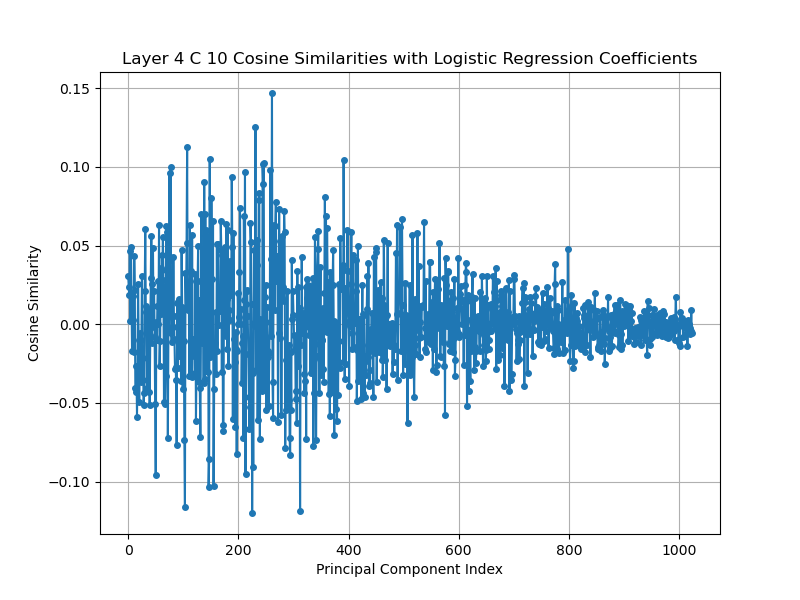 Layer 4 C 10 Cosine Similarities with Logistic Regression Coefficients
0.15
0.10
0.05
0.00
−0.05
−0.10
Cosine Similarity
0 200 400 600 800 1000
Principal Component Index